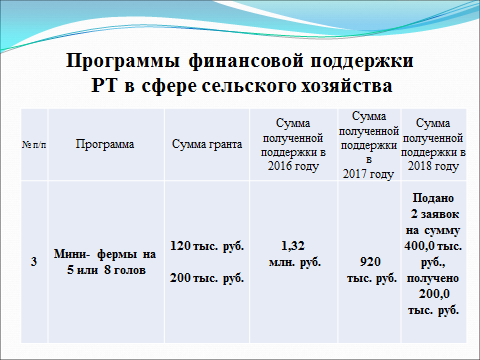 Программы финансовой поддержки
РТ в сфере сельского хозяйства
№ п/п
Программа
Сумма гранта
Сумма
полученной
поддержки в
2016 году
Сумма
полученной
поддержки
в
2017 году
Сумма
полученной
поддержки в
2018 году
3
Мини- фермы на
5 или 8 голов
120 тыс. руб.
200 тыс. руб.
1,32
млн. руб.
920
тыс. руб.
Подано
2 заявок
на сумму
400,0 тыс.
руб.,
получено
200,0
тыс. руб.